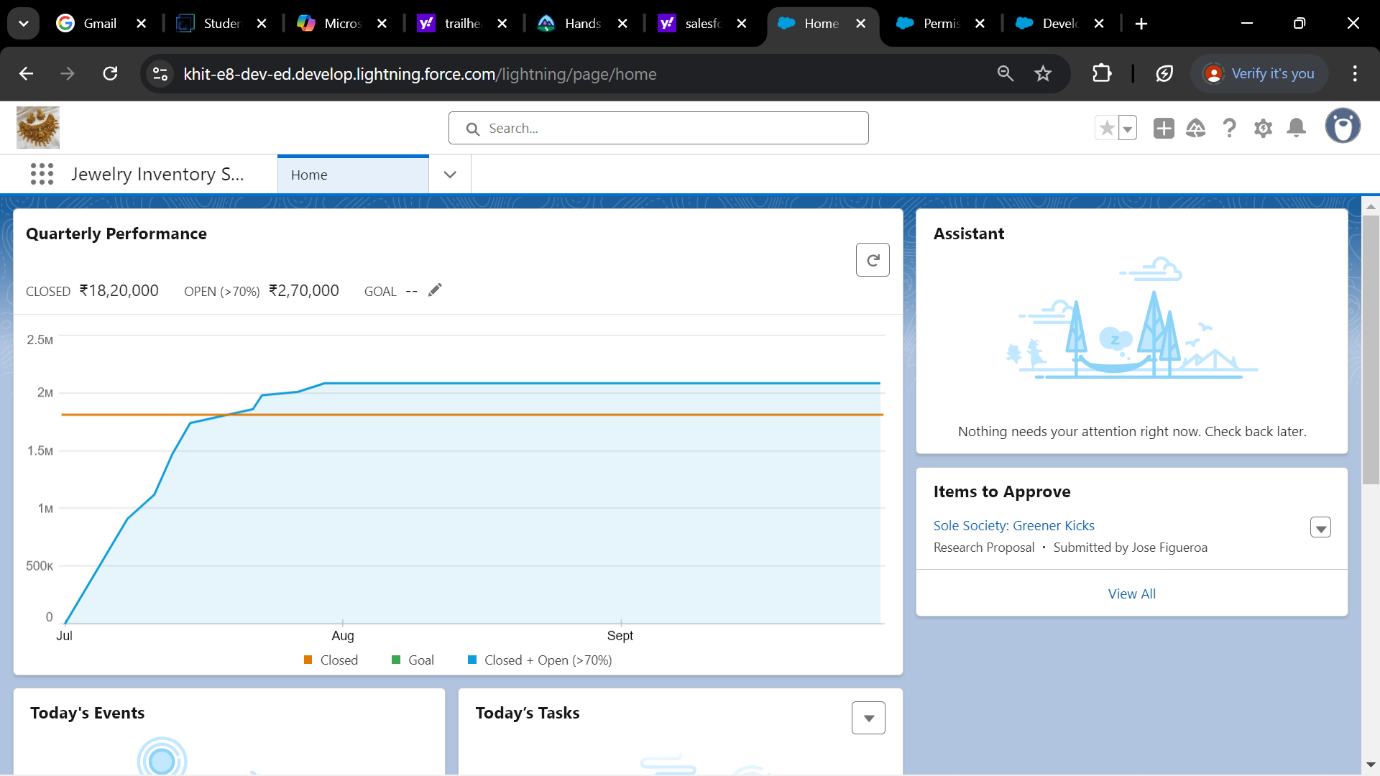 Gmail
Studer
Micros
trailhe
Hands
salesfo
Home
Permis
Develo
khit-e8-dev-ed.develop.lightning.force.com/lightning/page/home
Verify it's you
Search...
Jewelry Inventory S...
Home
Quarterly Performance
CLOSED ₹18,20,000 OPEN (>70%) ₹2,70,000 GOAL --
2.5M
2M
1.5M
1M
500K
0
Jul Aug Sept
Closed Goal Closed + Open (>70%)
Assistant
z
Nothing needs your attention right now. Check back later.
Items to Approve
Sole Society: Greener Kicks
Research Proposal • Submitted by Jose Figueroa
View All
Today's Events
Today's Tasks